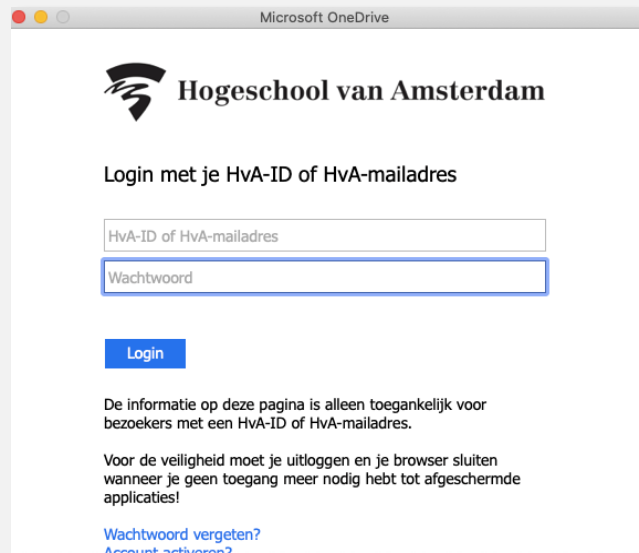 Microsoft OneDrive
Hogeschool van Amsterdam
Login met je HvA-ID of HvA-mailadres
HvA-ID of HvA-mailadres
Wachtwoord
Login
De informatie op deze pagina is alleen toegankelijk voor
bezoekers met een HvA-ID of HvA-mailadres.
Voor de veiligheid moet je uitloggen en je browser sluiten
wanneer je geen toegang meer nodig hebt tot afgeschermde
applicaties!
Wachtwoord vergeten?
Account activeren?